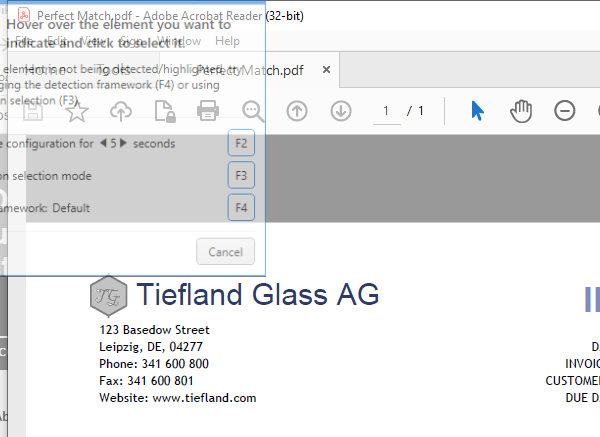 Perfect Match.pdf - Adobe Acrobat Reader (32-bit)
Hover over the element you want to
indicate and click to select it.
File Edit View Sign Window Help
element is not being detected/highlighted, try
Home Tools Perfect Match.pdf ×
ging the detection framework (F4) or using
n selection (F3).
1 / 1
e configuration for 5 seconds F2
on selection mode F3
amework: Default F4
Cancel
TG Tiefland Glass AG
123 Basedow Street
Leipzig, DE, 04277
Phone: 341 600 800
Fax: 341 600 801
Website: www.tiefland.com
INVOI
CUSTOME
DUE D